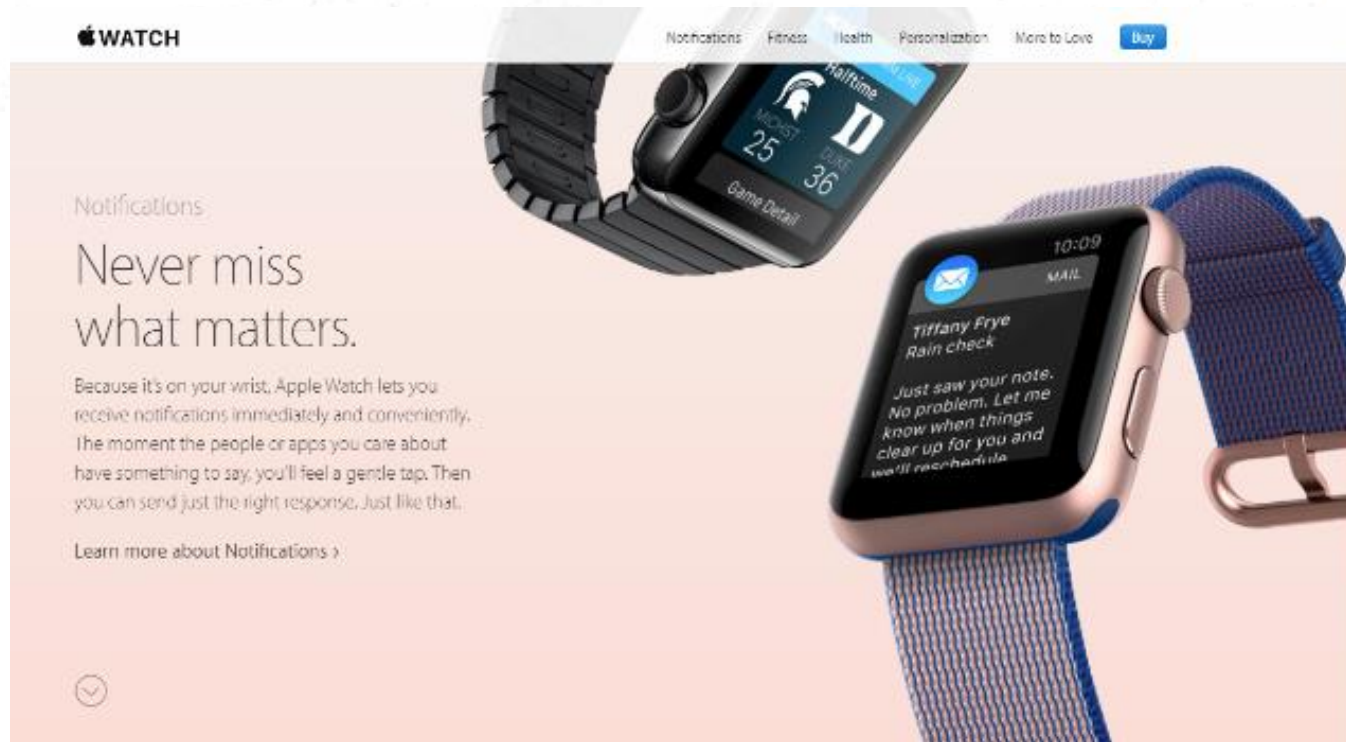 WATCH
Notifications Fitness Health Personalization More to Love Buy
LIVE
Halftime
MICHST
25
DUKE
36
Game Detail
Notifications
Never miss
what matters.
Because it's on your wrist, Apple Watch lets you
receive notifications immediately and conveniently.
The moment the people or apps you care about
have something to say, you'll feel a gentle tap. Then
you can send just the right response. Just like that.
Learn more about Notifications ›
10:09
MAIL
Tiffany Frye
Rain check
Just saw your note.
No problem. Let me
know when things
clear up for you and
we'll reschedule